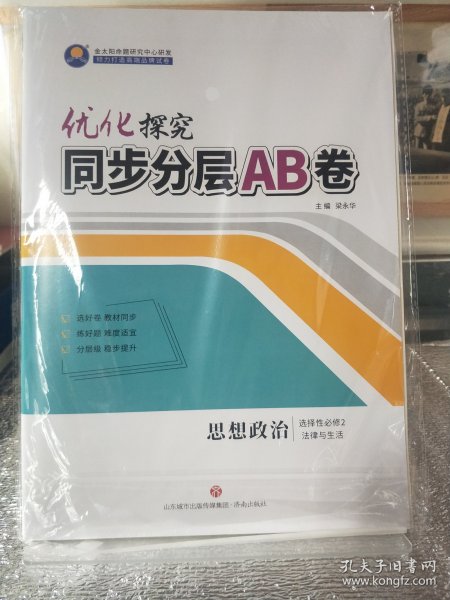 金太阳命题研究中心研发
精力打造高端品牌试卷
优化探究
同步分层AB卷
主编 梁永华
选好卷 教材同步
练好题 难度适宜
分层级 稳步提升
思想政治
选择性必修2
法律与生活
山东城市出版传媒集团·济南出版社
孔夫子旧书网
www.kongfz.com